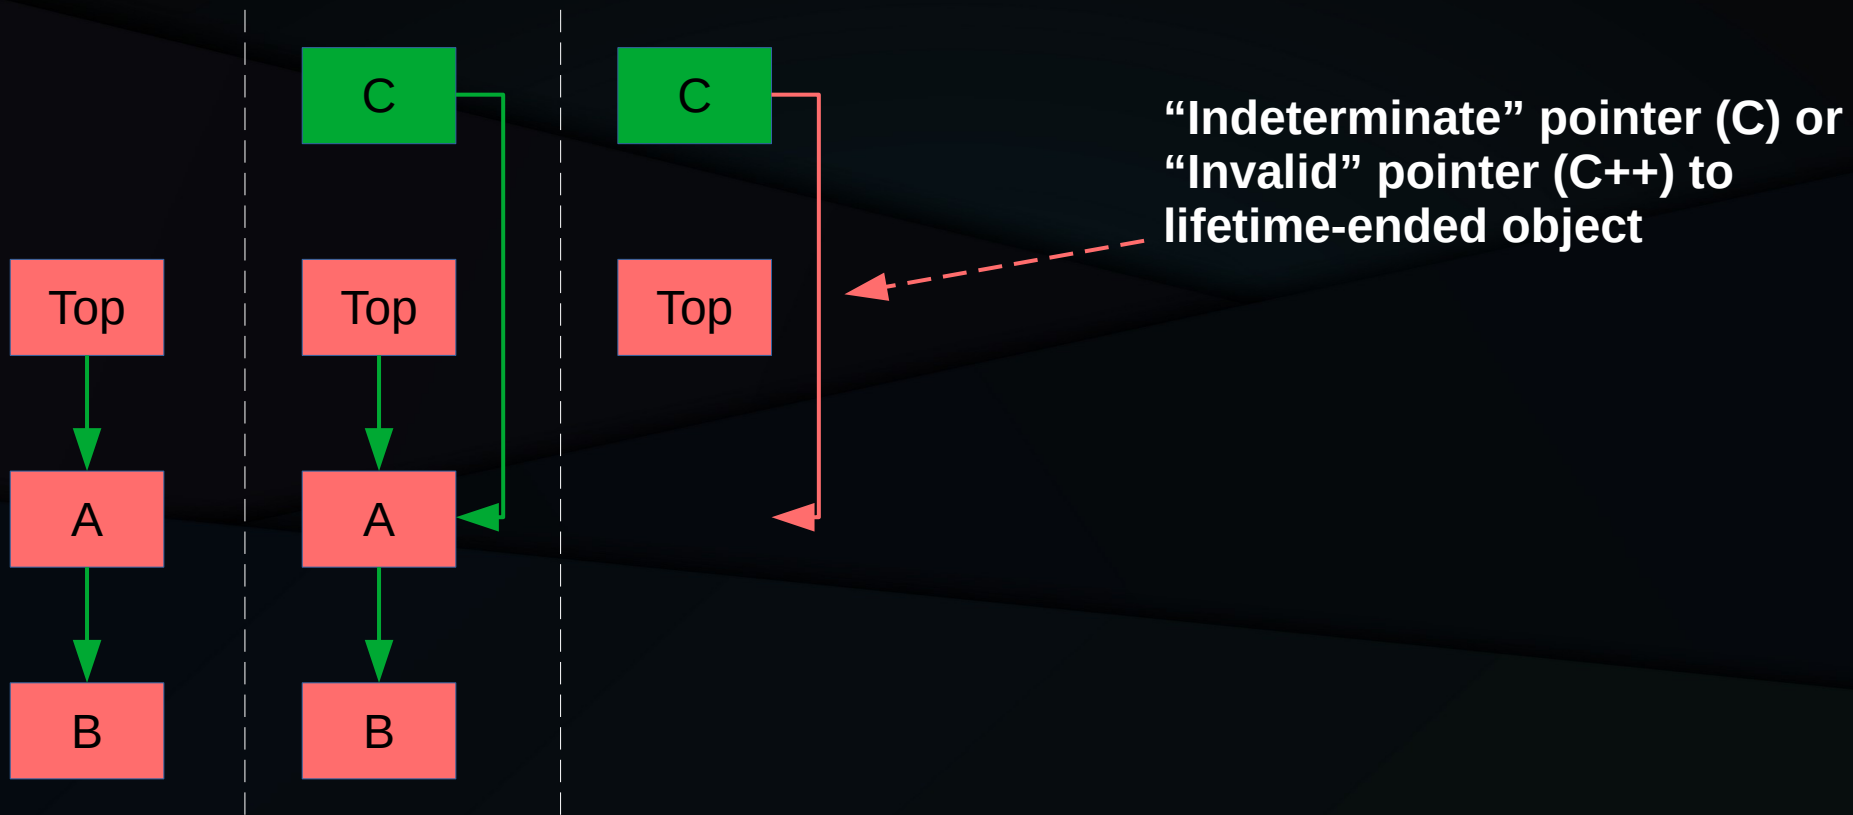 C
C
“Indeterminate” pointer (C) or
“Invalid” pointer (C++) to
lifetime-ended object
Top
Top
Top
A
A
B
B